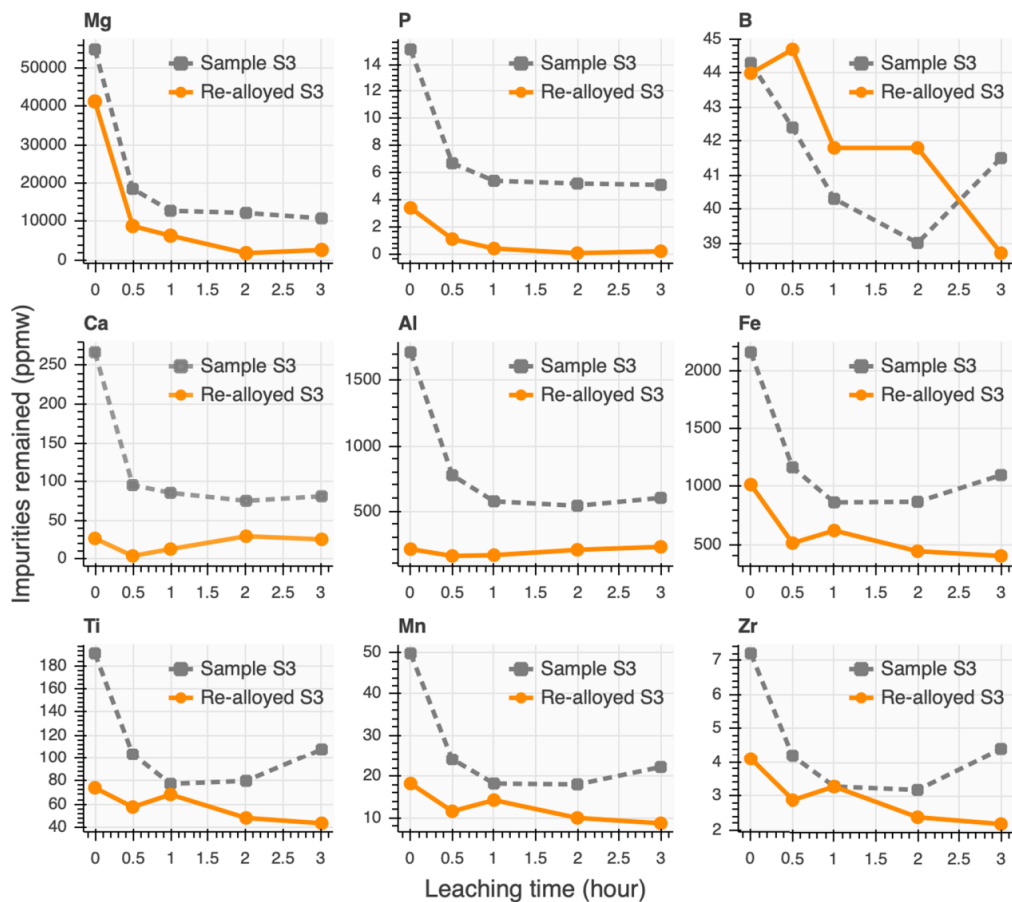 Mg
P
B
50000
40000
30000
20000
10000
0
Sample S3
Re-alloyed S3
0 0.5 1 1.5 2 2.5 3
14
12
10
8
6
4
2
0
Sample S3
Re-alloyed S3
0 0.5 1 1.5 2 2.5 3
45
44
43
42
41
40
39
Sample S3
Re-alloyed S3
0 0.5 1 1.5 2 2.5 3
Impurities remained (ppmw)
Ca
Al
Fe
250
200
150
100
50
0
Sample S3
Re-alloyed S3
0 0.5 1 1.5 2 2.5 3
1500
1000
500
Sample S3
Re-alloyed S3
0 0.5 1 1.5 2 2.5 3
2000
1500
1000
500
Sample S3
Re-alloyed S3
0 0.5 1 1.5 2 2.5 3
Ti
Mn
Zr
180
160
140
120
100
80
60
40
Sample S3
Re-alloyed S3
0 0.5 1 1.5 2 2.5 3
50
40
30
20
10
Sample S3
Re-alloyed S3
0 0.5 1 1.5 2 2.5 3
7
6
5
4
3
2
Sample S3
Re-alloyed S3
0 0.5 1 1.5 2 2.5 3
Leaching time (hour)